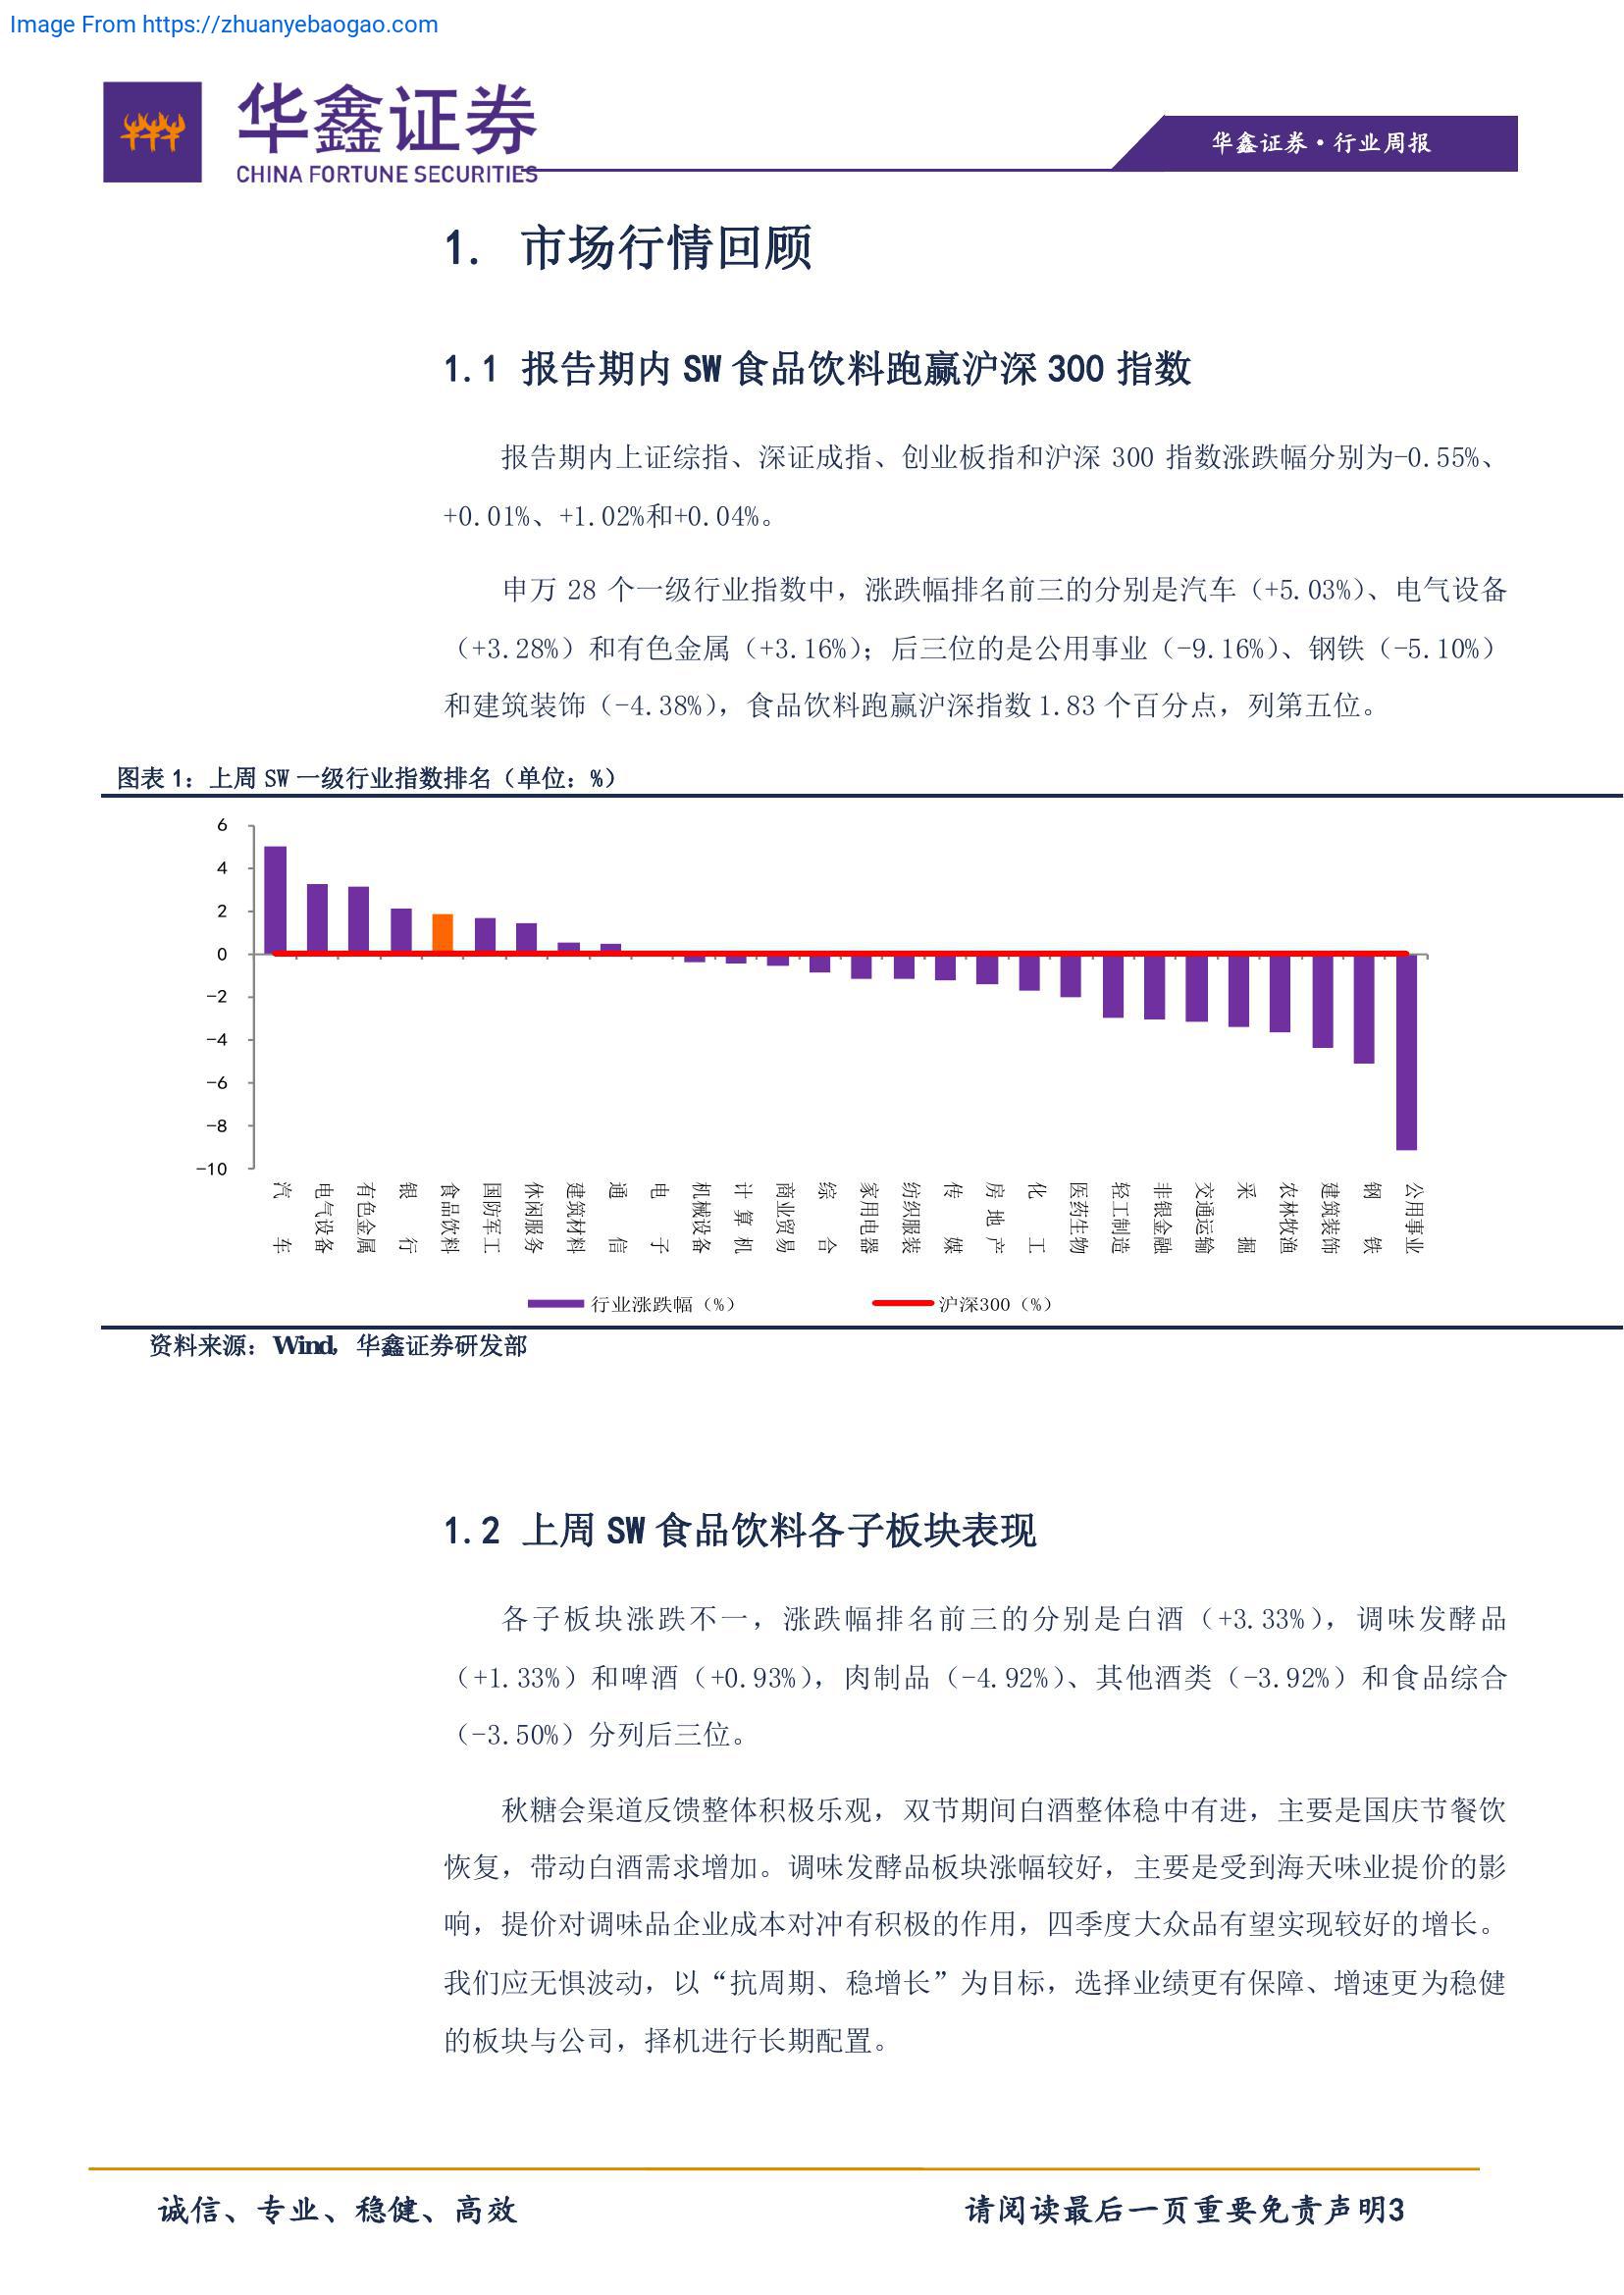 Image From https://zhuanyebaogao.com
华鑫证券
CHINA FORTUNE SECURITIES
华鑫证券·行业周报
1. 市场行情回顾
1.1 报告期内 SW 食品饮料跑赢沪深 300 指数
报告期内上证综指、深证成指、创业板指和沪深 300 指数涨跌幅分别为-0.55%、
+0.01%、+1.02%和+0.04%。
申万 28 个一级行业指数中，涨跌幅排名前三的分别是汽车（+5.03%）、电气设备
（+3.28%）和有色金属（+3.16%）；后三位的是公用事业（-9.16%）、钢铁（-5.10%）
和建筑装饰（-4.38%），食品饮料跑赢沪深指数 1.83 个百分点，列第五位。
图表 1：上周 SW 一级行业指数排名（单位：%）
6
4
2
0
-2
-4
-6
-8
-10
汽车
电气设备
有色金属
银行
食品饮料
国防军工
休闲服务
建筑材料
通信
电子
机械设备
计算机
商业贸易
综合
家用电器
纺织服装
传媒
房地产
化工
医药生物
轻工制造
非银金融
交通运输
采掘
农林牧渔
建筑装饰
钢铁
公用事业
行业涨跌幅（%）
沪深300（%）
资料来源：Wind，华鑫证券研发部
1.2 上周 SW 食品饮料各子板块表现
各子板块涨跌不一，涨跌幅排名前三的分别是白酒（+3.33%），调味发酵品
（+1.33%）和啤酒（+0.93%），肉制品（-4.92%）、其他酒类（-3.92%）和食品综合
（-3.50%）分列后三位。
秋糖会渠道反馈整体积极乐观，双节期间白酒整体稳中有进，主要是国庆节餐饮
恢复，带动白酒需求增加。调味发酵品板块涨幅较好，主要是受到海天味业提价的影
响，提价对调味品企业成本对冲有积极的作用，四季度大众品有望实现较好的增长。
我们应无惧波动，以“抗周期、稳增长”为目标，选择业绩更有保障、增速更为稳健
的板块与公司，择机进行长期配置。
诚信、专业、稳健、高效
请阅读最后一页重要免责声明3